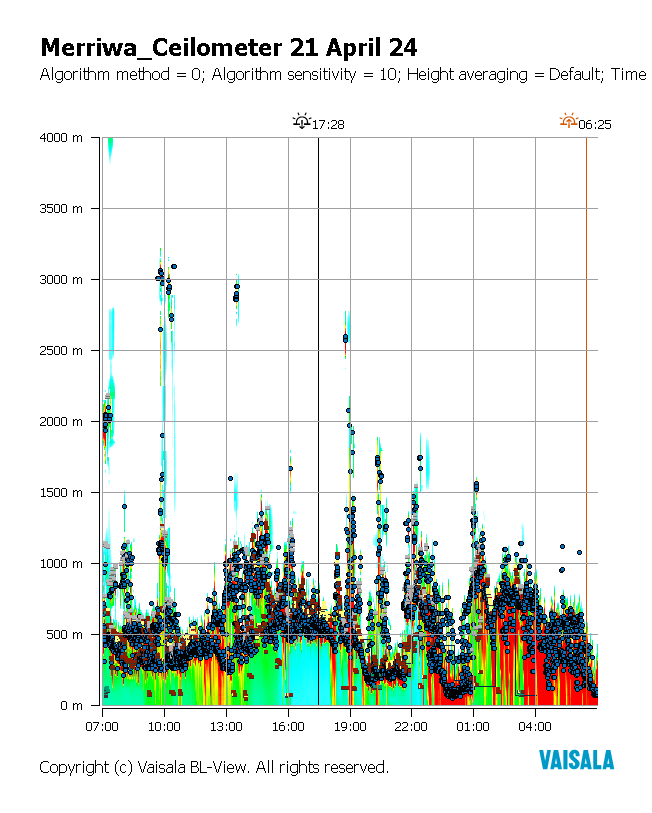 Merriwa_Ceilometer 21 April 24
Algorithm method = 0; Algorithm sensitivity = 10; Height averaging = Default; Time
17:28
06:25
4000 m
3500 m
3000 m
2500 m
2000 m
1500 m
1000 m
500 m
0 m
07:00 10:00 13:00 16:00 19:00 22:00 01:00 04:00
VAISALA
Copyright (c) Vaisala BL-View. All rights reserved.